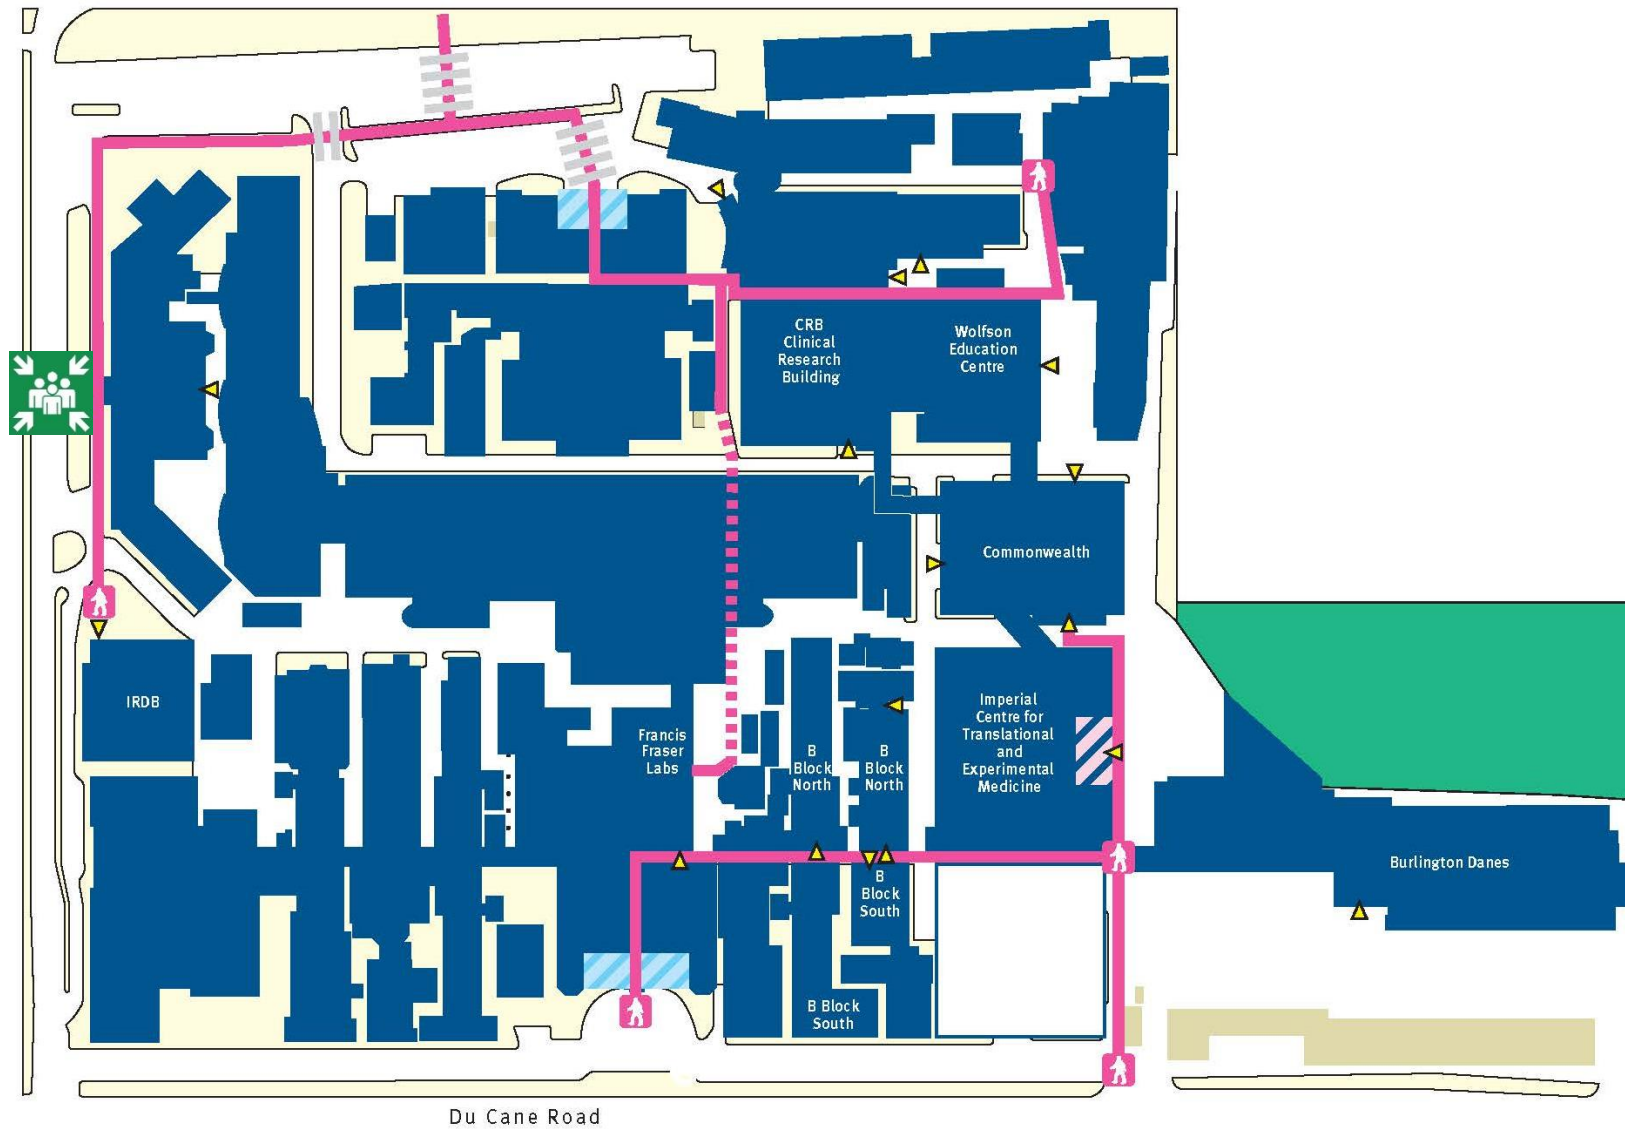 CRB
Clinical
Research
Building
Wolfson
Education
Centre
Commonwealth
IRDB
Francis
Fraser
Labs
B
Block
North
B
Block
North
Imperial
Centre for
Translational
and
Experimental
Medicine
B
Block
South
Burlington Danes
B Block
South
Du Cane Road